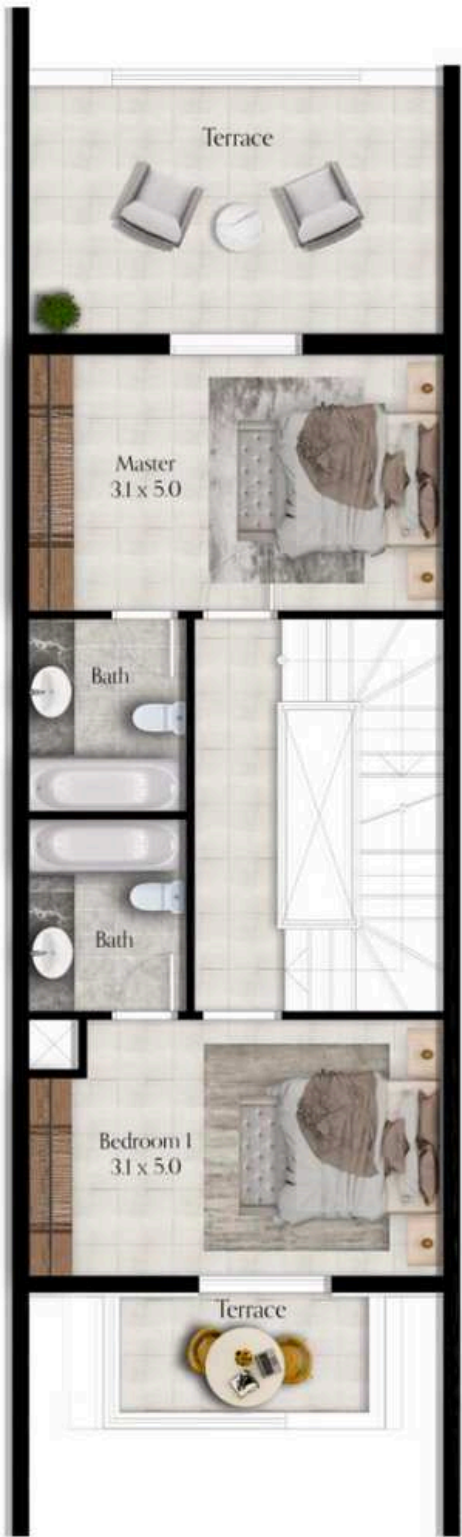 Terrace
Master
3.1 x 5.0
Bath
Bath
Bedroom 1
3.1 x 5.0
Terrace